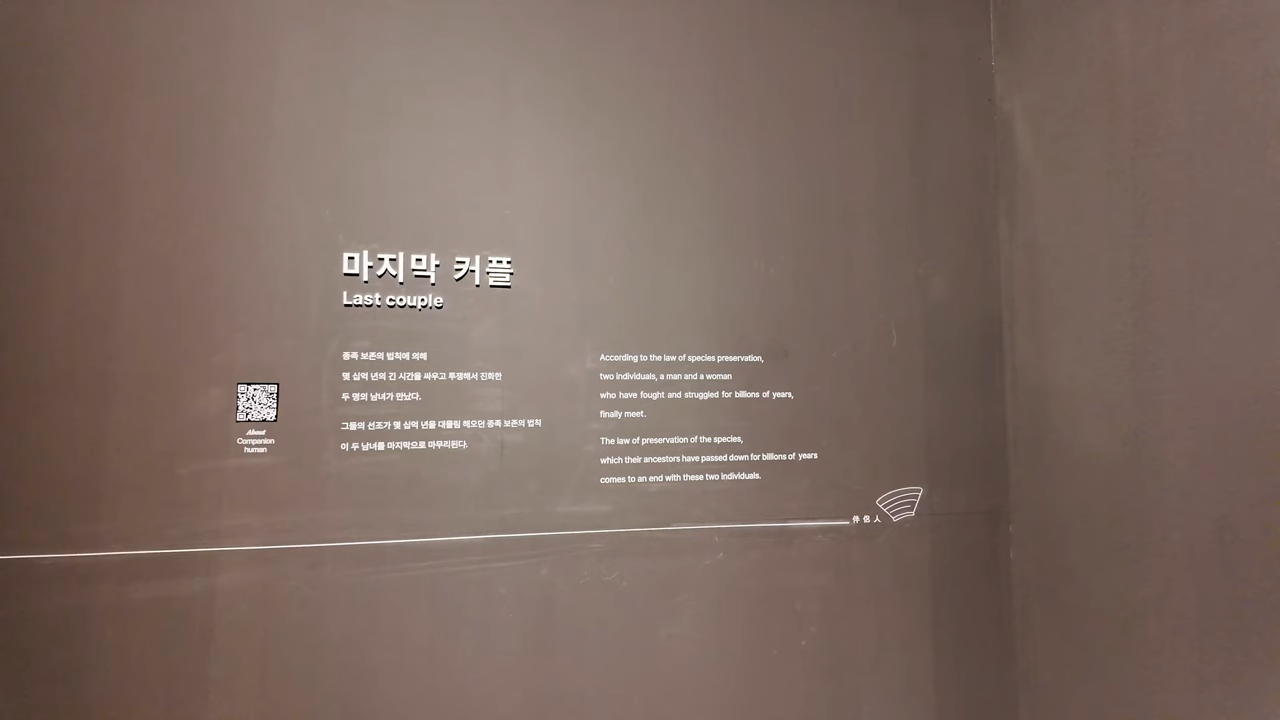 마지막 커플
Last couple
종족 보존의 법칙에 의해
몇 십억 년의 긴 시간을 싸우고 투쟁해서 진화한
두 명의 남녀가 만났다.
그들의 선조가 몇 십억 년을 대물림 해오던 종족 보존의 법칙
이 두 남녀를 마지막으로 마무리된다.
According to the law of species preservation,
two individuals, a man and a woman
who have fought and struggled for billions of years,
finally meet.
The law of preservation of the species,
which their ancestors have passed down for billions of years
comes to an end with these two individuals.
About
Companion
human
伴侶人